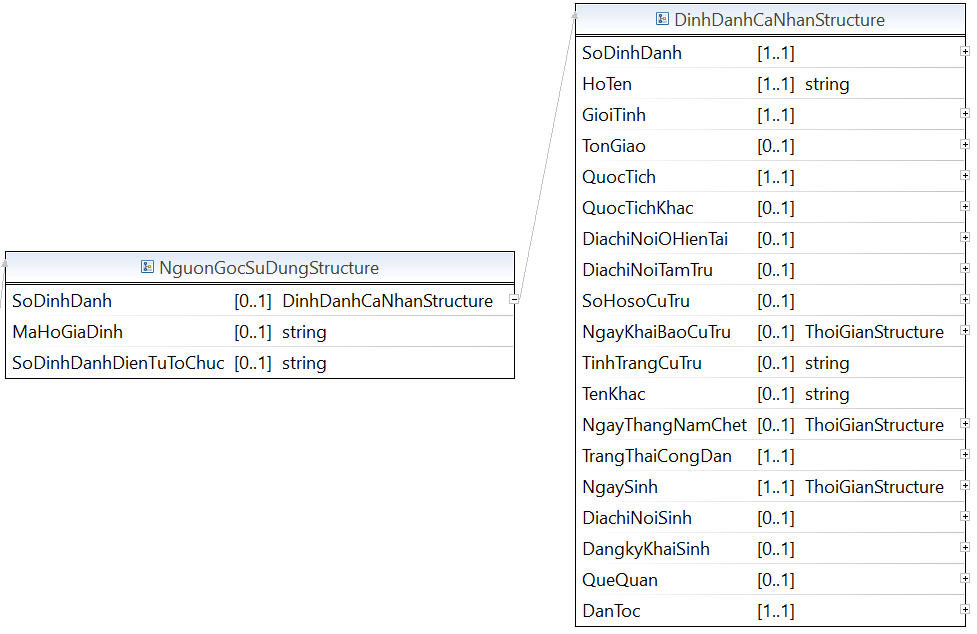 DinhDanhCaNhanStructure
SoDinhDanh [1..1]
HoTen [1..1] string
GioiTinh [1..1]
TonGiao [0..1]
QuocTich [1..1]
QuocTichKhac [0..1]
DiachiNoiOHienTai [0..1]
DiachiNoiTamTru [0..1]
SoHosoCuTru [0..1]
NgayKhaiBaoCuTru [0..1] ThoiGianStructure
TinhTrangCuTru [0..1] string
TenKhac [0..1] string
NgayThangNamChet [0..1] ThoiGianStructure
TrangThaiCongDan [1..1]
NgaySinh [1..1] ThoiGianStructure
DiachiNoiSinh [0..1]
DangkyKhaiSinh [0..1]
QueQuan [0..1]
DanToc [1..1]
NguonGocSuDungStructure
SoDinhDanh [0..1] DinhDanhCaNhanStructure
MaHoGiaDinh [0..1] string
SoDinhDanhDienTuToChuc [0..1] string